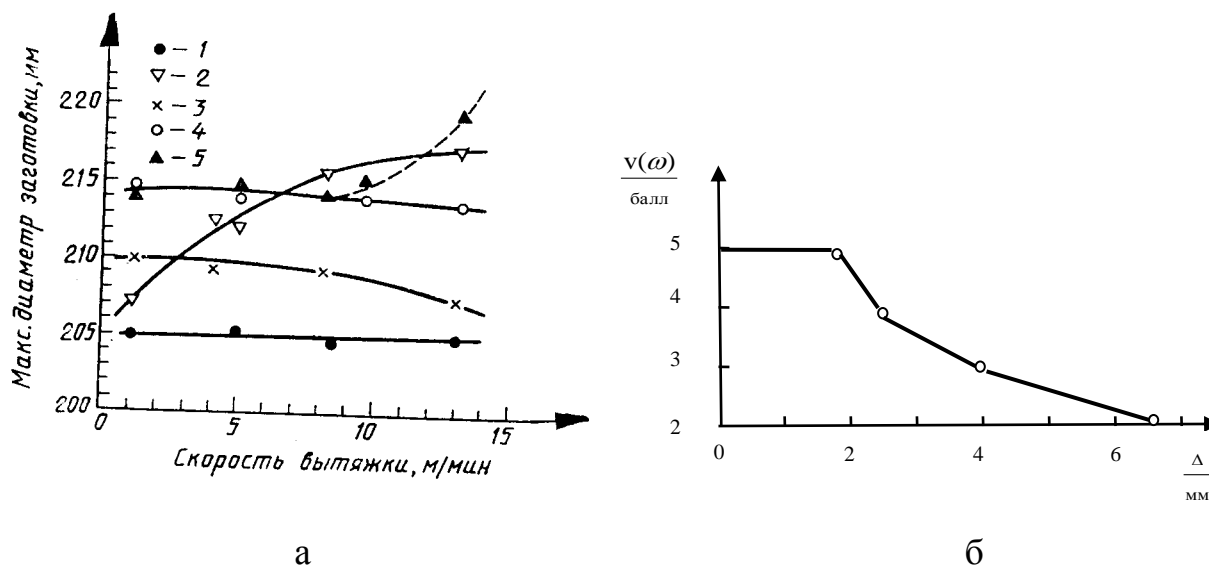 Макс. диаметр заготовки, мм
220
215
210
205
200
0
5
10
15
Скорость вытяжки, м/мин
● – 1
▽ – 2
× – 3
○ – 4
▲ – 5
а
v(ω)
балл
5
4
3
2
0
2
4
6
Δ
мм
б